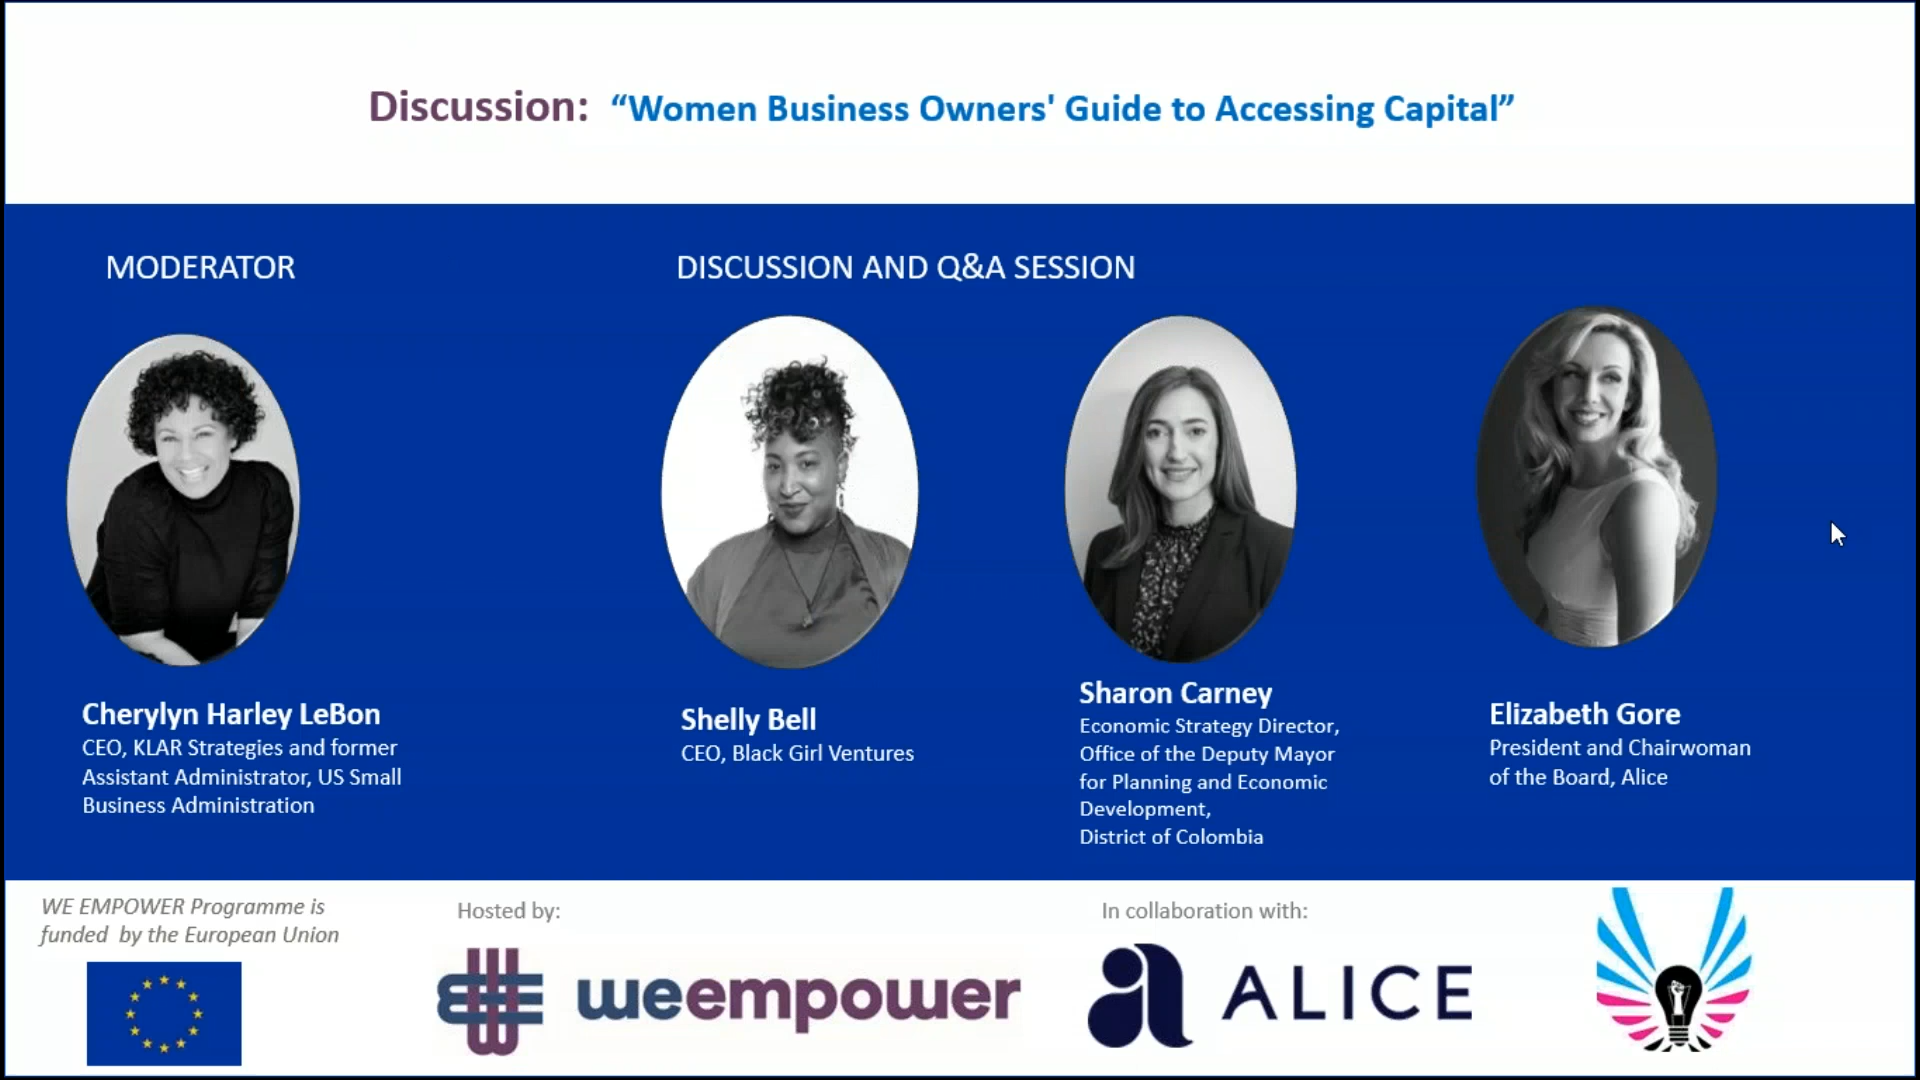 Discussion: “Women Business Owners' Guide to Accessing Capital”
MODERATOR
DISCUSSION AND Q&A SESSION
Cherylyn Harley LeBon
CEO, KLAR Strategies and former
Assistant Administrator, US Small
Business Administration
Shelly Bell
CEO, Black Girl Ventures
Sharon Carney
Economic Strategy Director,
Office of the Deputy Mayor
for Planning and Economic
Development,
District of Colombia
Elizabeth Gore
President and Chairwoman
of the Board, Alice
WE EMPOWER Programme is
funded by the European Union
Hosted by:
weempower
In collaboration with:
a ALICE